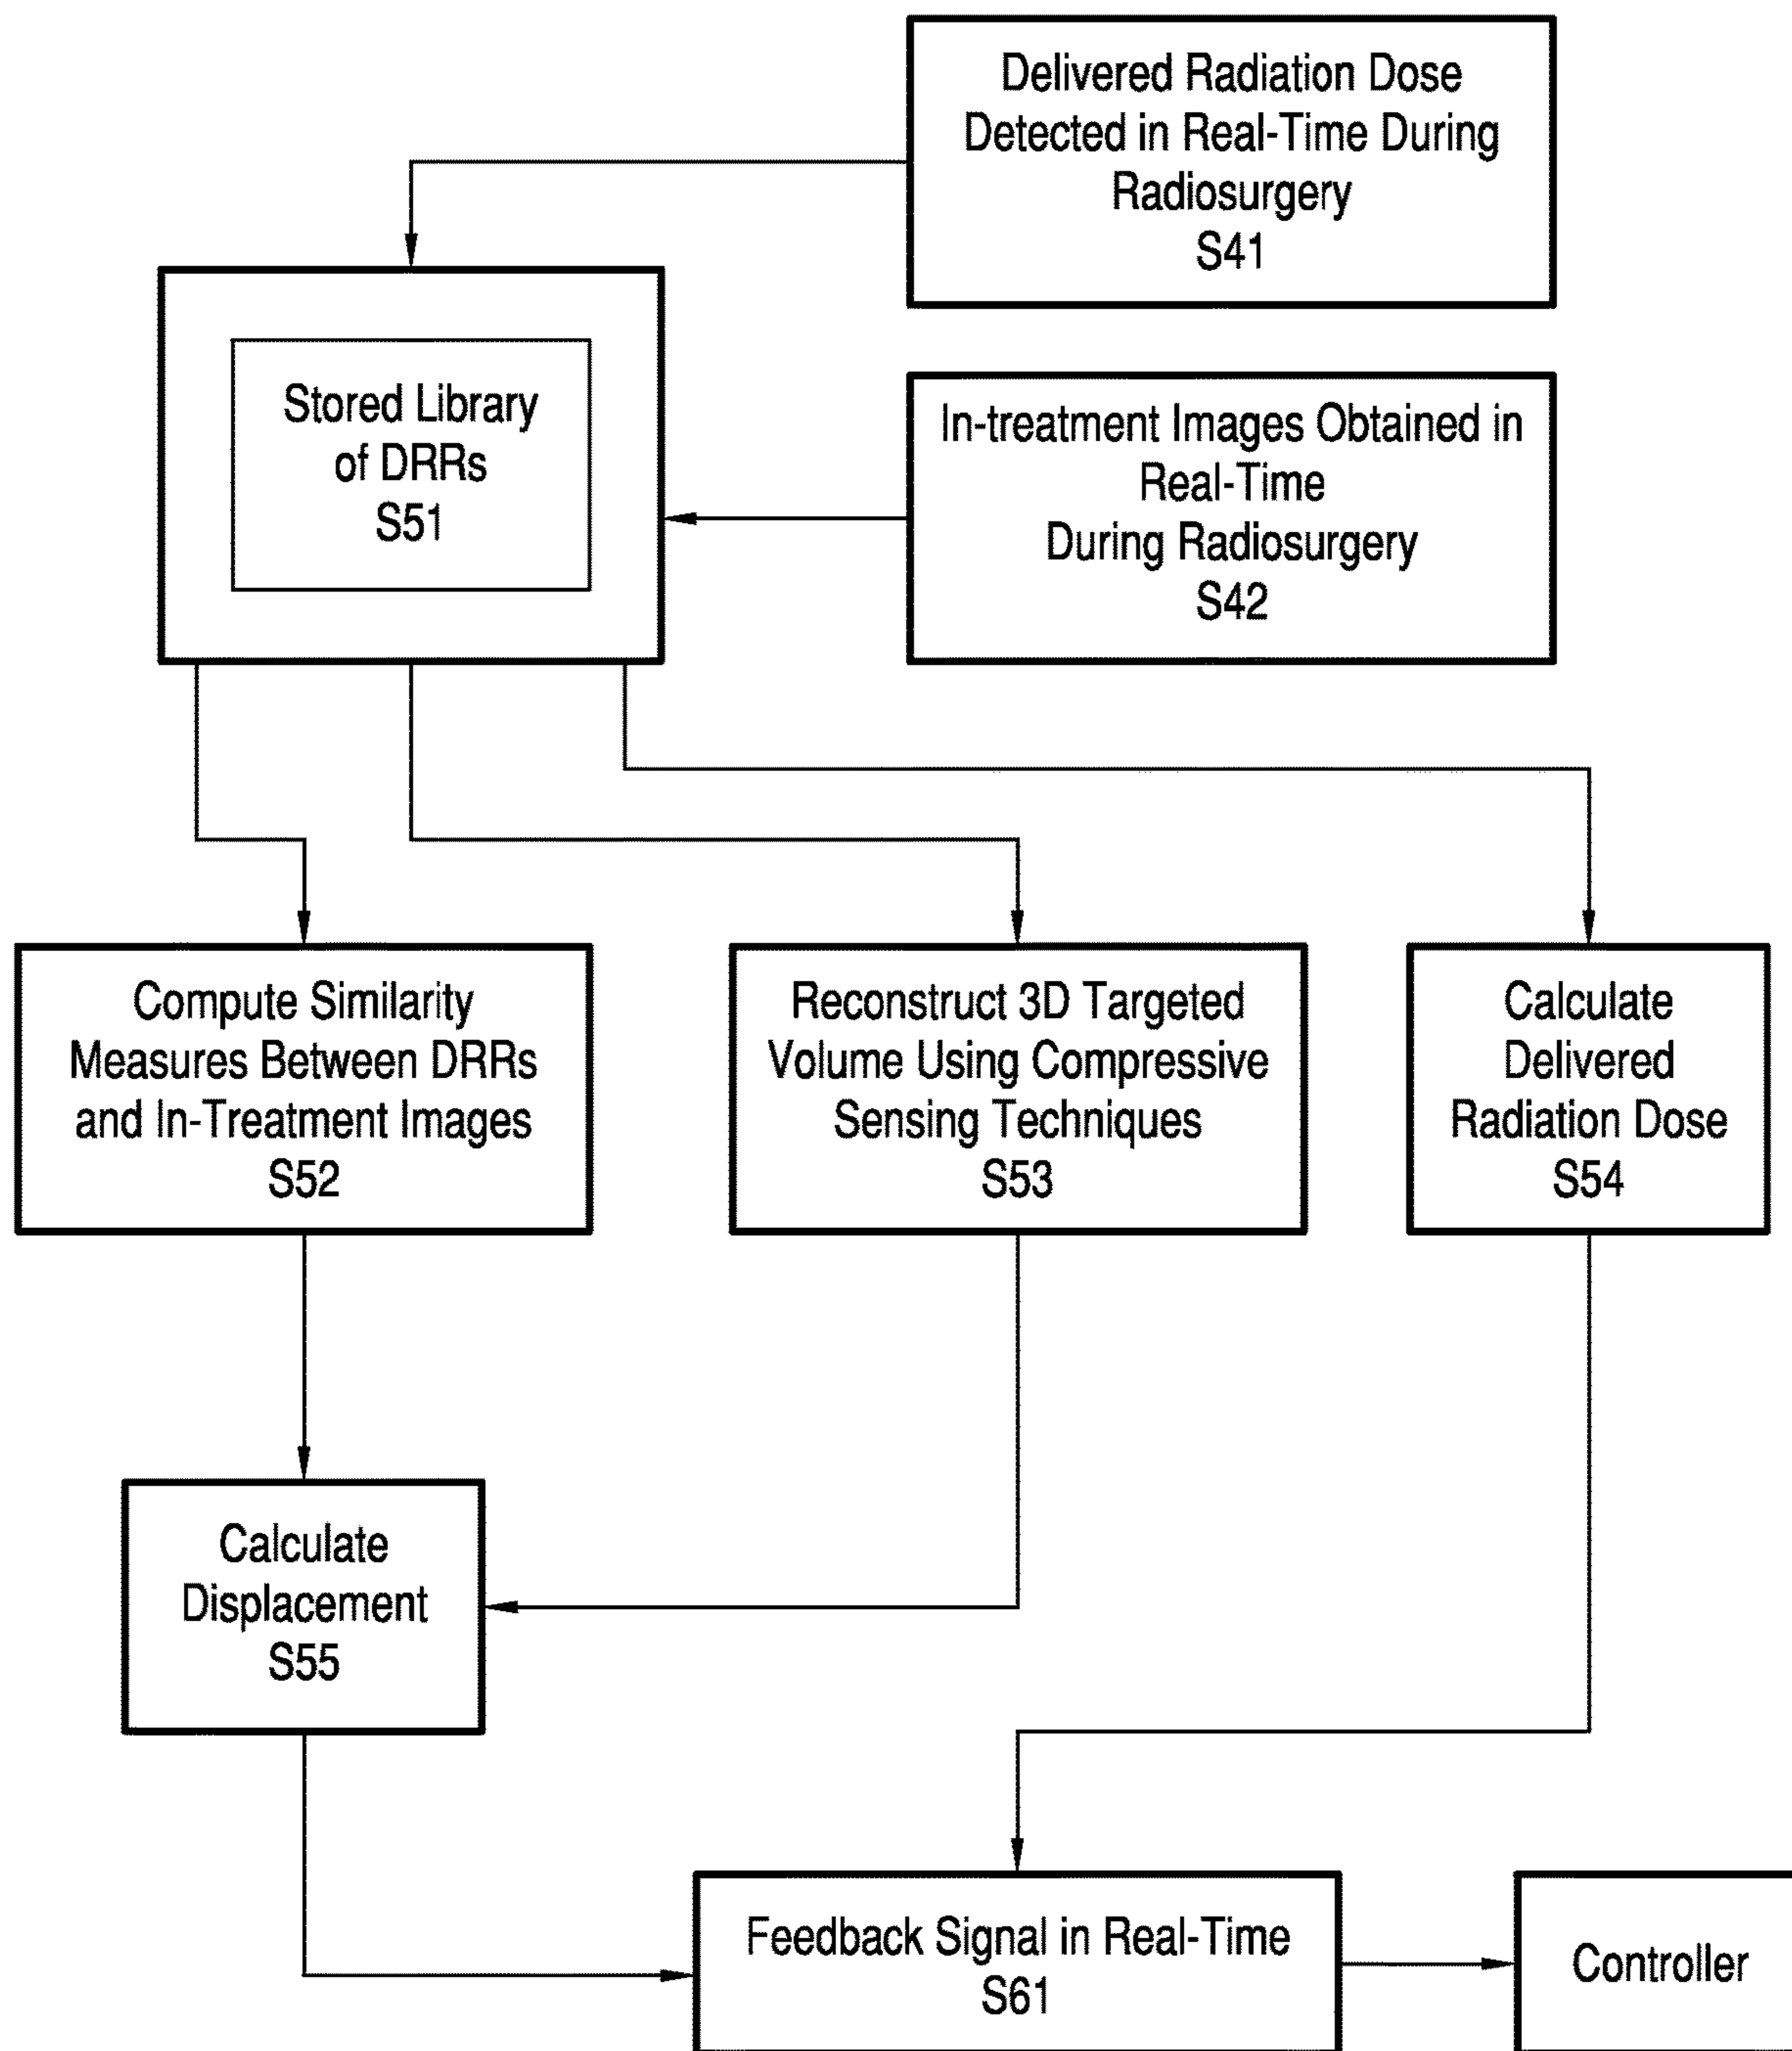 Delivered Radiation Dose
Detected in Real-Time During
Radiosurgery
S41
Stored Library
of DRRs
S51
In-treatment Images Obtained in
Real-Time
During Radiosurgery
S42
Compute Similarity
Measures Between DRRs
and In-Treatment Images
S52
Reconstruct 3D Targeted
Volume Using Compressive
Sensing Techniques
S53
Calculate
Delivered
Radiation Dose
S54
Calculate
Displacement
S55
Feedback Signal in Real-Time
S61
Controller